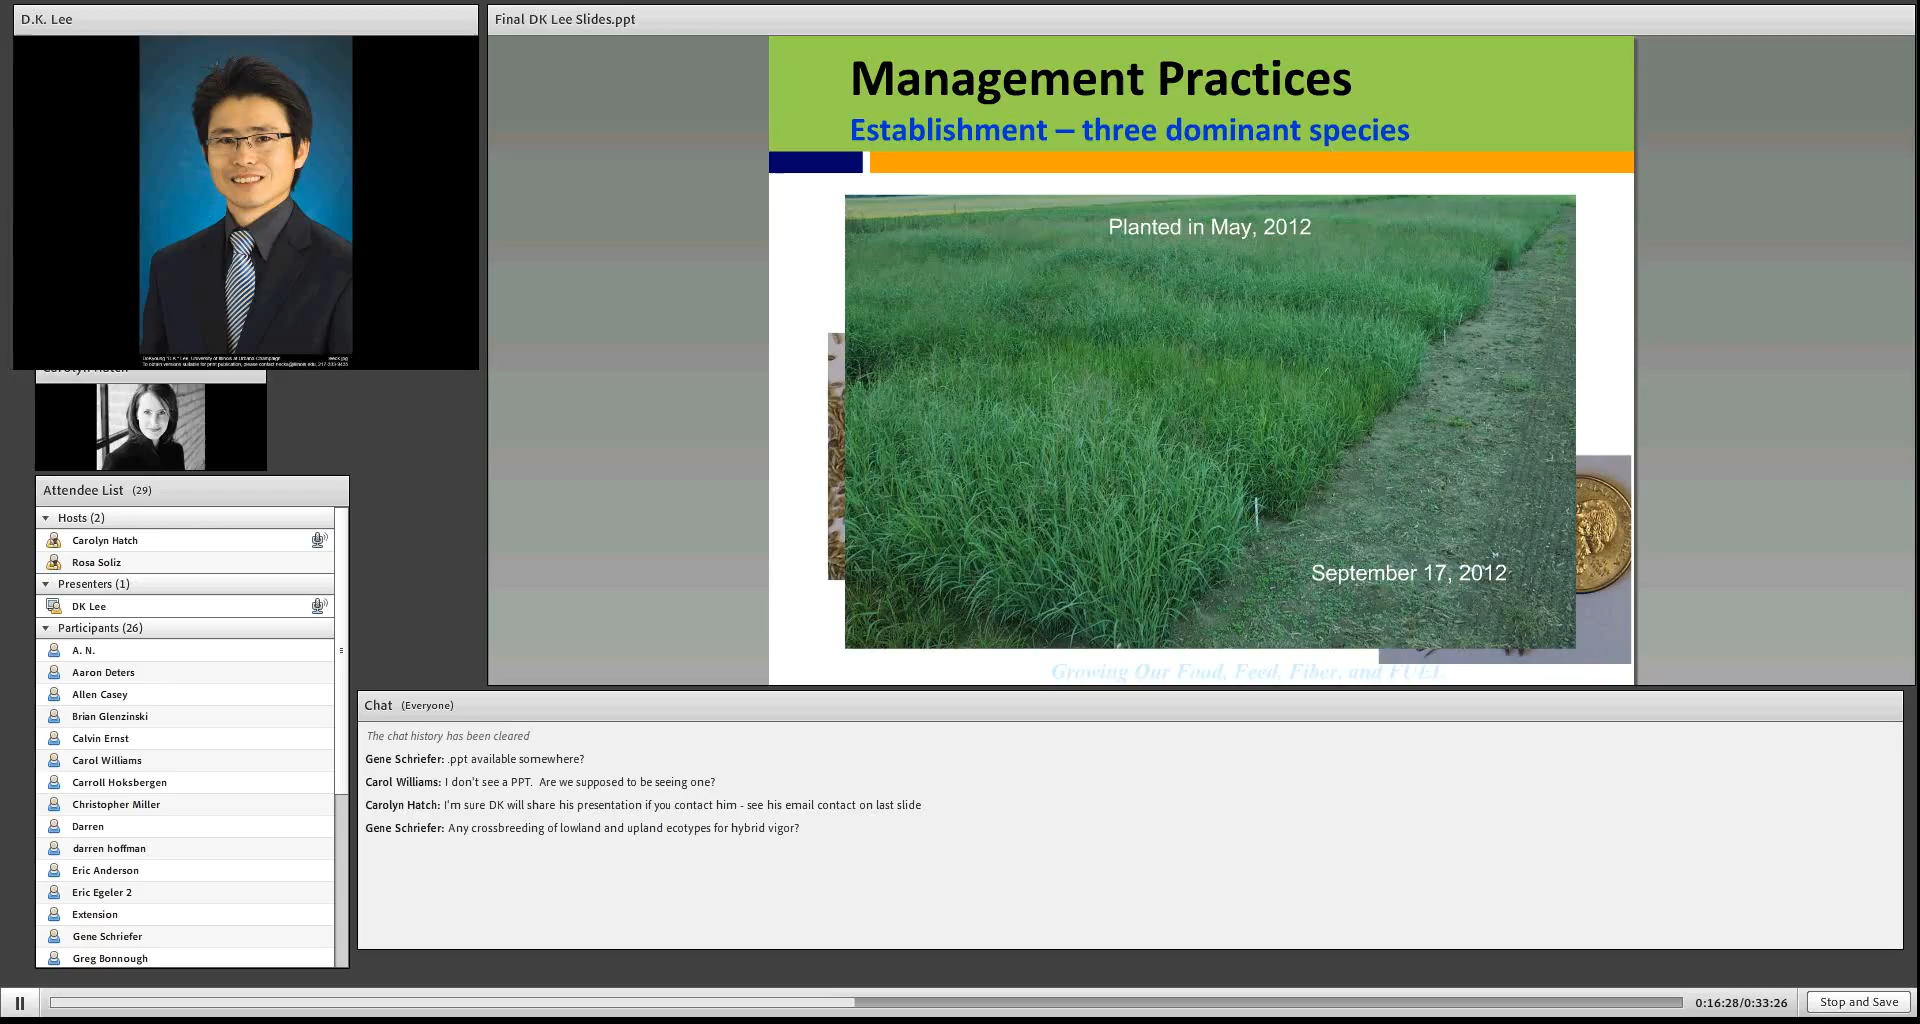 D.K. Lee
Final DK Lee Slides.ppt
Management Practices
Establishment – three dominant species
Planted in May, 2012
September 17, 2012
Growing Our Food, Feed, Fiber, and FUEL
Carolyn Hatch
Attendee List (29)
Hosts (2)
Carolyn Hatch
Rosa Soliz
Presenters (1)
DK Lee
Participants (26)
A. N.
Aaron Deters
Allen Casey
Brian Glenzinski
Calvin Ernst
Carol Williams
Carroll Hoksbergen
Christopher Miller
Darren
darren hoffman
Eric Anderson
Eric Egeler 2
Extension
Gene Schriefer
Greg Bonnough
Chat (Everyone)
The chat history has been cleared
Gene Schriefer: .ppt available somewhere?
Carol Williams: I don't see a PPT. Are we supposed to be seeing one?
Carolyn Hatch: I'm sure DK will share his presentation if you contact him - see his email contact on last slide
Gene Schriefer: Any crossbreeding of lowland and upland ecotypes for hybrid vigor?
0:16:28/0:33:26
Stop and Save